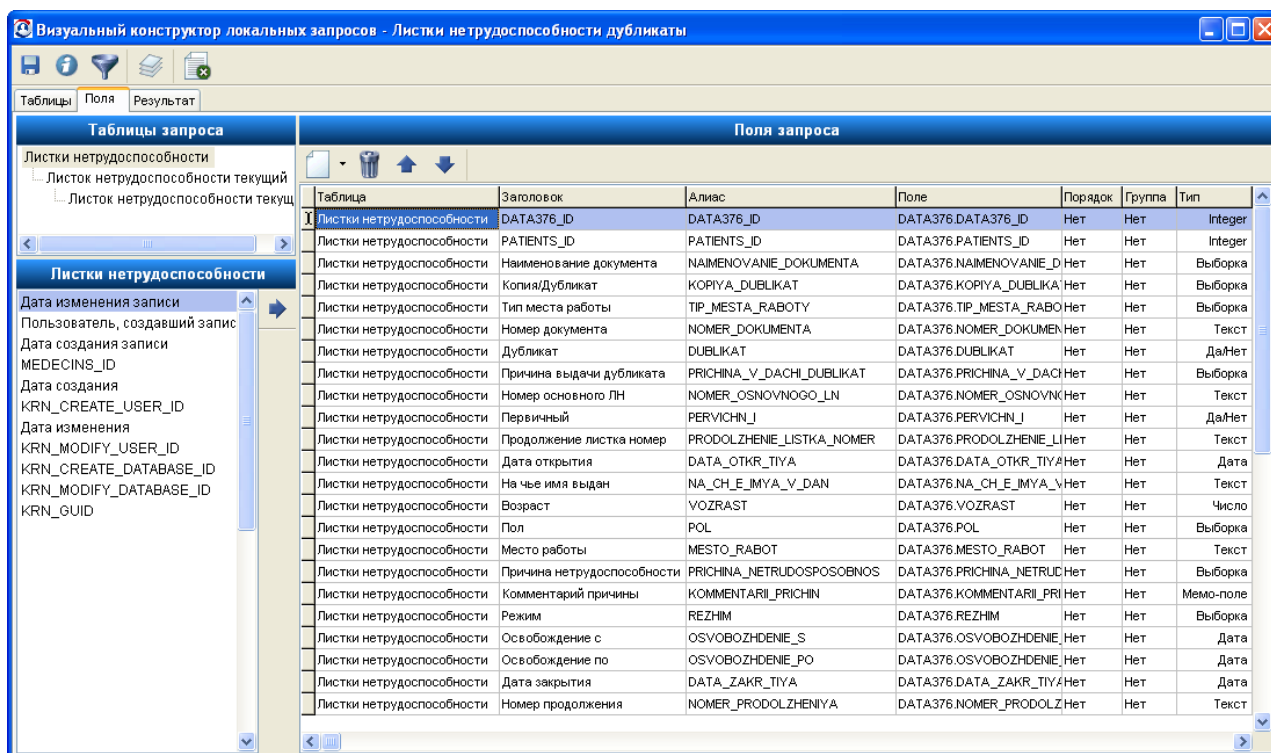 Визуальный конструктор локальных запросов - Листки нетрудоспособности дубликаты
Таблицы Поля Результат
Таблицы запроса
Листки нетрудоспособности
Листок нетрудоспособности текущий
Листок нетрудоспособности текущ
Листки нетрудоспособности
Дата изменения записи
Пользователь, создавший запис
Дата создания записи
MEDECINS_ID
Дата создания
KRN_CREATE_USER_ID
Дата изменения
KRN_MODIFY_USER_ID
KRN_CREATE_DATABASE_ID
KRN_MODIFY_DATABASE_ID
KRN_GUID
Поля запроса
Таблица Заголовок Алиас Поле Порядок Группа Тип
Листки нетрудоспособности DATA376_ID DATA376_ID DATA376.DATA376_ID Нет Нет Integer
Листки нетрудоспособности PATIENTS_ID PATIENTS_ID DATA376.PATIENTS_ID Нет Нет Integer
Листки нетрудоспособности Наименование документа NAIMENOVANIE_DOKUMENTA DATA376.NAIMENOVANIE_D Нет Нет Выборка
Листки нетрудоспособности Копия/Дубликат KOPIYA_DUBLIKAT DATA376.KOPIYA_DUBLIKA Нет Нет Выборка
Листки нетрудоспособности Тип места работы TIP_MESTA_RABOTY DATA376.TIP_MESTA_RABO Нет Нет Выборка
Листки нетрудоспособности Номер документа NOMER_DOKUMENTA DATA376.NOMER_DOKUMEN Нет Нет Текст
Листки нетрудоспособности Дубликат DUBLIKAT DATA376.DUBLIKAT Нет Нет Да/Нет
Листки нетрудоспособности Причина выдачи дубликата PRICHINA_V_DACHI_DUBLIKAT DATA376.PRICHINA_V_DACH Нет Нет Выборка
Листки нетрудоспособности Номер основного ЛН NOMER_OSNOVNOGO_LN DATA376.NOMER_OSNOVNO Нет Нет Текст
Листки нетрудоспособности Первичный PERVICHN_I DATA376.PERVICHN_I Нет Нет Да/Нет
Листки нетрудоспособности Продолжение листка номер PRODOLZHENIE_LISTKA_NOMER DATA376.PRODOLZHENIE_LI Нет Нет Текст
Листки нетрудоспособности Дата открытия DATA_OTKR_TIYA DATA376.DATA_OTKR_TIYA Нет Нет Дата
Листки нетрудоспособности На чье имя выдан NA_CH_E_IMYA_V_DAN DATA376.NA_CH_E_IMYA_V Нет Нет Текст
Листки нетрудоспособности Возраст VOZRAST DATA376.VOZRAST Нет Нет Число
Листки нетрудоспособности Пол POL DATA376.POL Нет Нет Выборка
Листки нетрудоспособности Место работы MESTO_RABOT DATA376.MESTO_RABOT Нет Нет Текст
Листки нетрудоспособности Причина нетрудоспособности PRICHINA_NETRUDOSPOSOBNOS DATA376.PRICHINA_NETRUD Нет Нет Выборка
Листки нетрудоспособности Комментарий причины KOMMENTARII_PRICHIN DATA376.KOMMENTARII_PRI Нет Нет Мемо-поле
Листки нетрудоспособности Режим REZHIM DATA376.REZHIM Нет Нет Выборка
Листки нетрудоспособности Освобождение с OSVOBOZHDENIE_S DATA376.OSVOBOZHDENIE_ Нет Нет Дата
Листки нетрудоспособности Освобождение по OSVOBOZHDENIE_PO DATA376.OSVOBOZHDENIE_ Нет Нет Дата
Листки нетрудоспособности Дата закрытия DATA_ZAKR_TIYA DATA376.DATA_ZAKR_TIYA Нет Нет Дата
Листки нетрудоспособности Номер продолжения NOMER_PRODOLZHENIYA DATA376.NOMER_PRODOLZ Нет Нет Текст